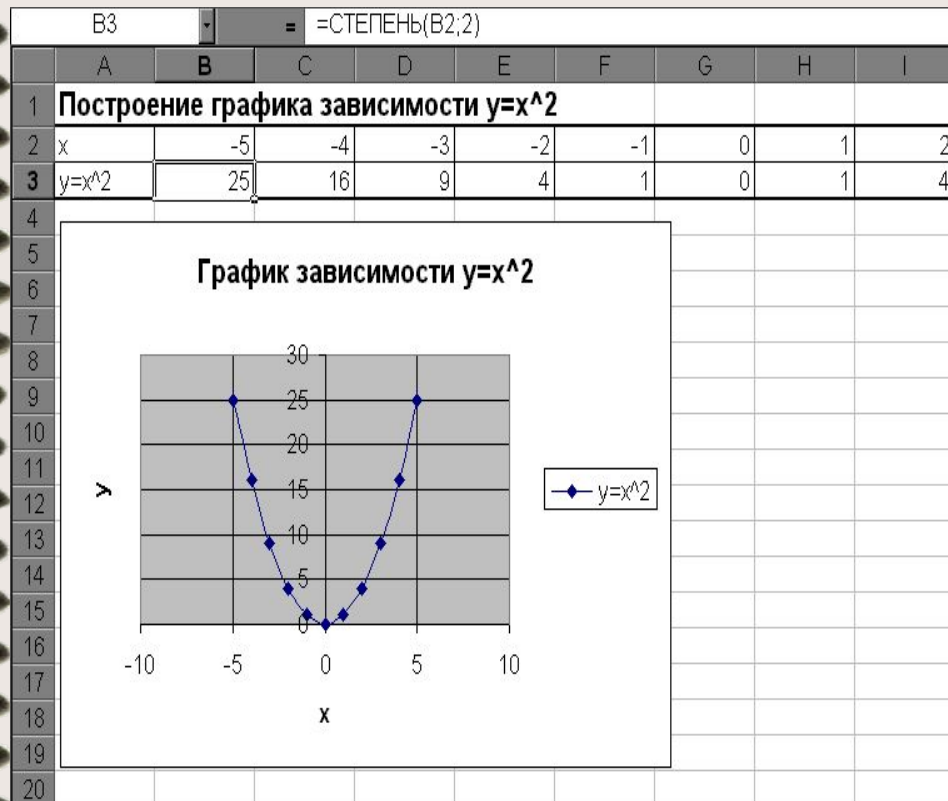 B3 = =СТЕПЕНЬ(B2;2)
A B C D E F G H I
1 Построение графика зависимости y=x^2
2 x -5 -4 -3 -2 -1 0 1 2
3 y=x^2 25 16 9 4 1 0 1 4
4
5
6
7
8
9
10
11
12
13
14
15
16
17
18
19
20
График зависимости y=x^2
30
25
20
15
10
5
0
y
-10 -5 0 5 10
x
y=x^2